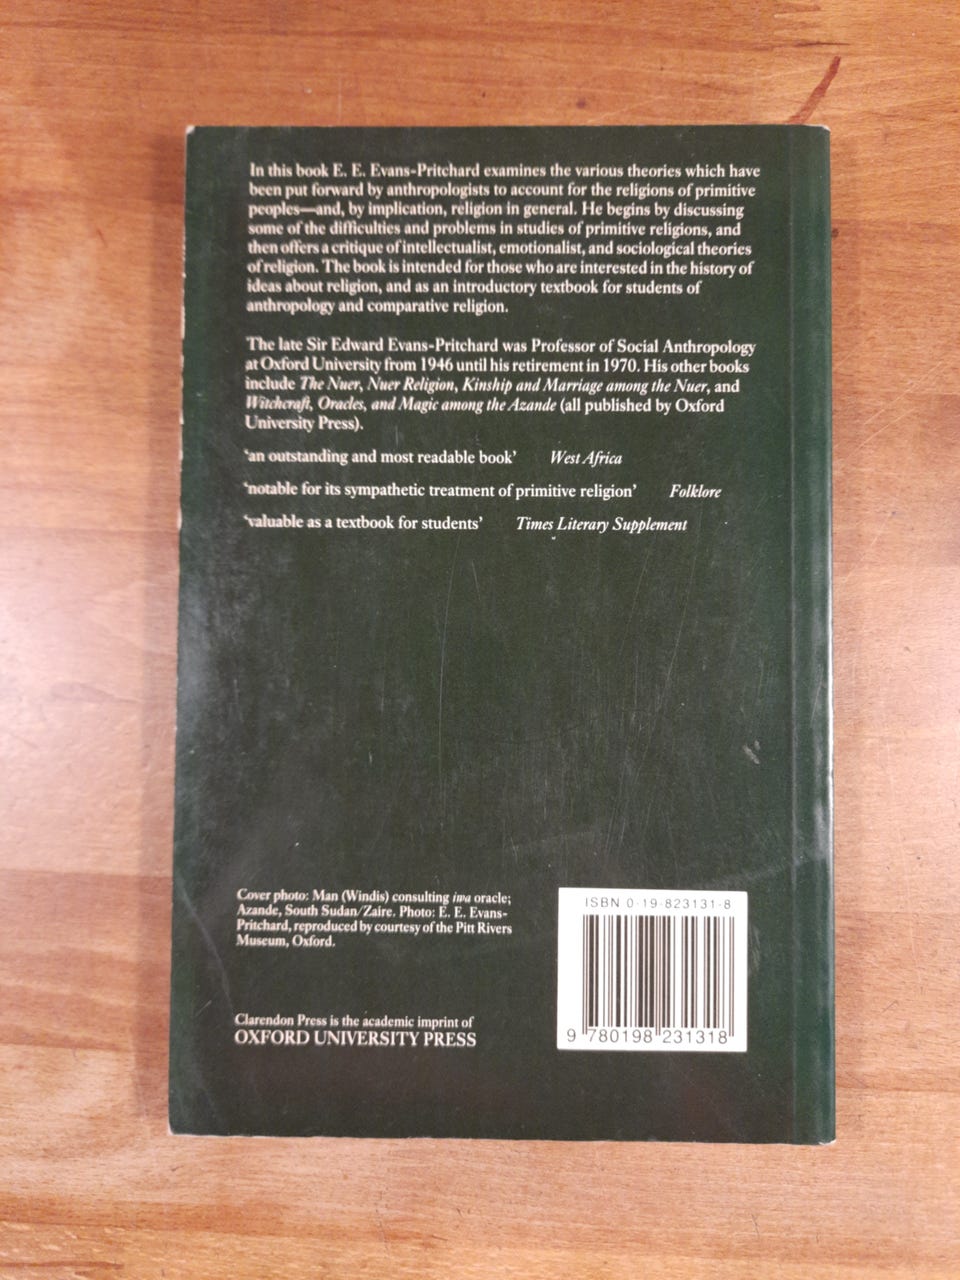 In this book E. E. Evans-Pritchard examines the various theories which have
been put forward by anthropologists to account for the religions of primitive
peoples—and, by implication, religion in general. He begins by discussing
some of the difficulties and problems in studies of primitive religions, and
then offers a critique of intellectualist, emotionalist, and sociological theories
of religion. The book is intended for those who are interested in the history of
ideas about religion, and as an introductory textbook for students of
anthropology and comparative religion.
The late Sir Edward Evans-Pritchard was Professor of Social Anthropology
at Oxford University from 1946 until his retirement in 1970. His other books
include The Nuer, Nuer Religion, Kinship and Marriage among the Nuer, and
Witchcraft, Oracles, and Magic among the Azande (all published by Oxford
University Press).
‘an outstanding and most readable book’ West Africa
‘notable for its sympathetic treatment of primitive religion’ Folklore
‘valuable as a textbook for students’ Times Literary Supplement
Cover photo: Man (Windis) consulting iwa oracle;
Azande, South Sudan/Zaire. Photo: E. E. Evans-
Pritchard, reproduced by courtesy of the Pitt Rivers
Museum, Oxford.
Clarendon Press is the academic imprint of
OXFORD UNIVERSITY PRESS
ISBN 0-19-823131-8
9 780198 231318